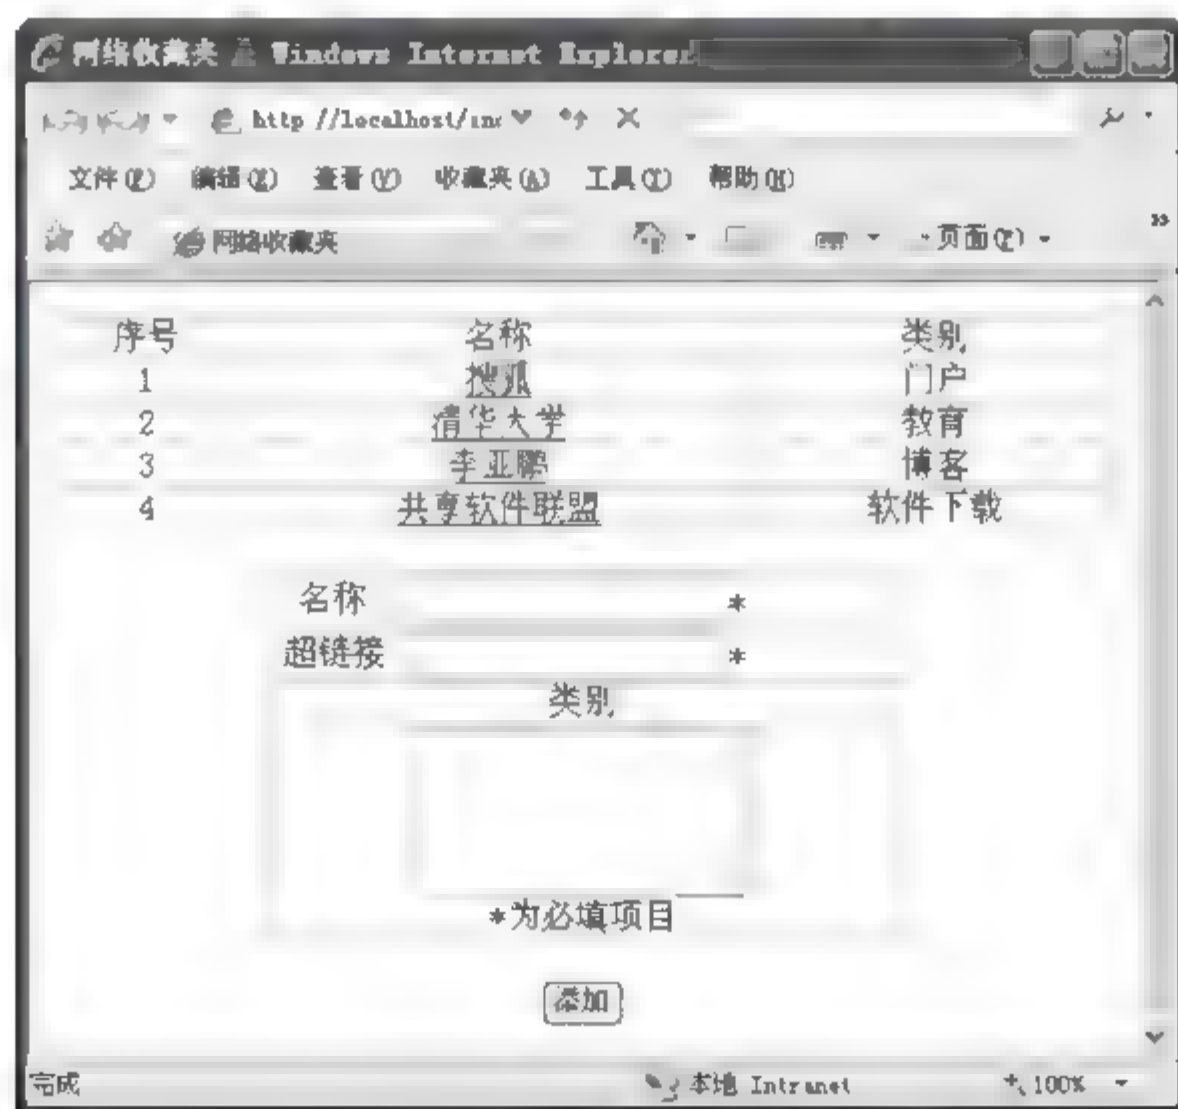 网络收藏夹 Windows Internet Explorer
http //localhost/in
文件(F) 编辑(E) 查看(V) 收藏夹(A) 工具(T) 帮助(H)
网络收藏夹 页面(P)
序号 名称 类别
1 搜狐 门户
2 清华大学 教育
3 李亚鹏 博客
4 共享软件联盟 软件下载
名称 *
超链接 *
类别
*为必填项目
添加
完成 本地 Intranet 100%